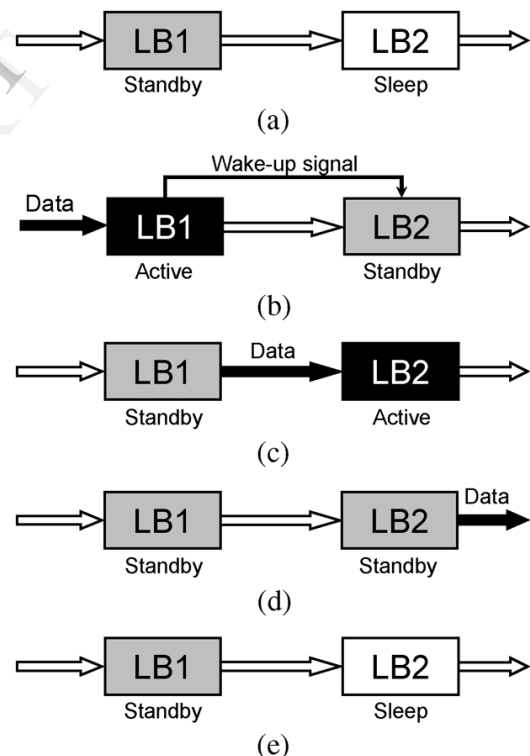 LB1 LB2
Standby Sleep
(a)
Wake-up signal
Data
LB1 LB2
Active Standby
(b)
Data
LB1 LB2
Standby Active
(c)
Data
LB1 LB2
Standby Standby
(d)
LB1 LB2
Standby Sleep
(e)